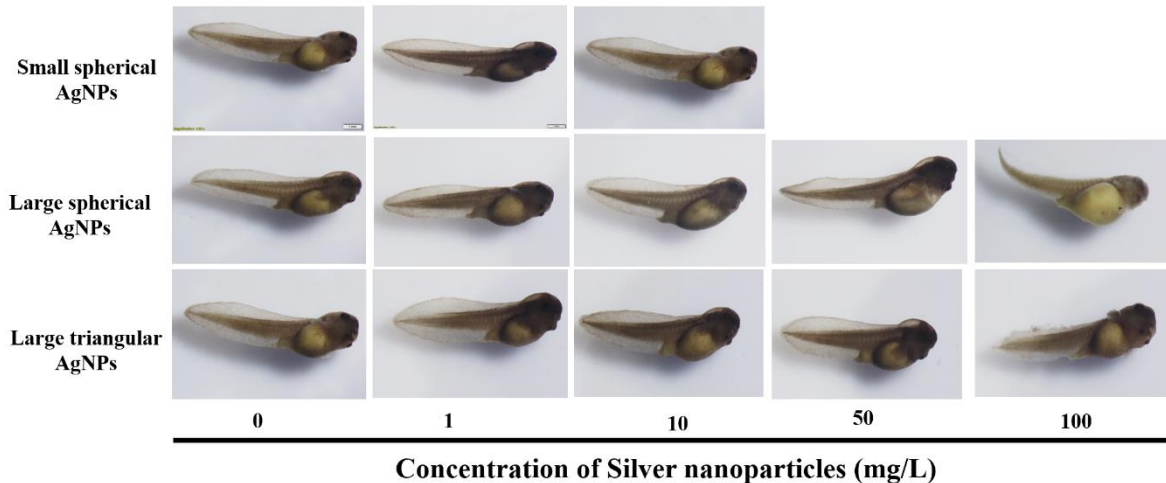 Small spherical
AgNPs
Large spherical
AgNPs
Large triangular
AgNPs
0 1 10 50 100
Concentration of Silver nanoparticles (mg/L)